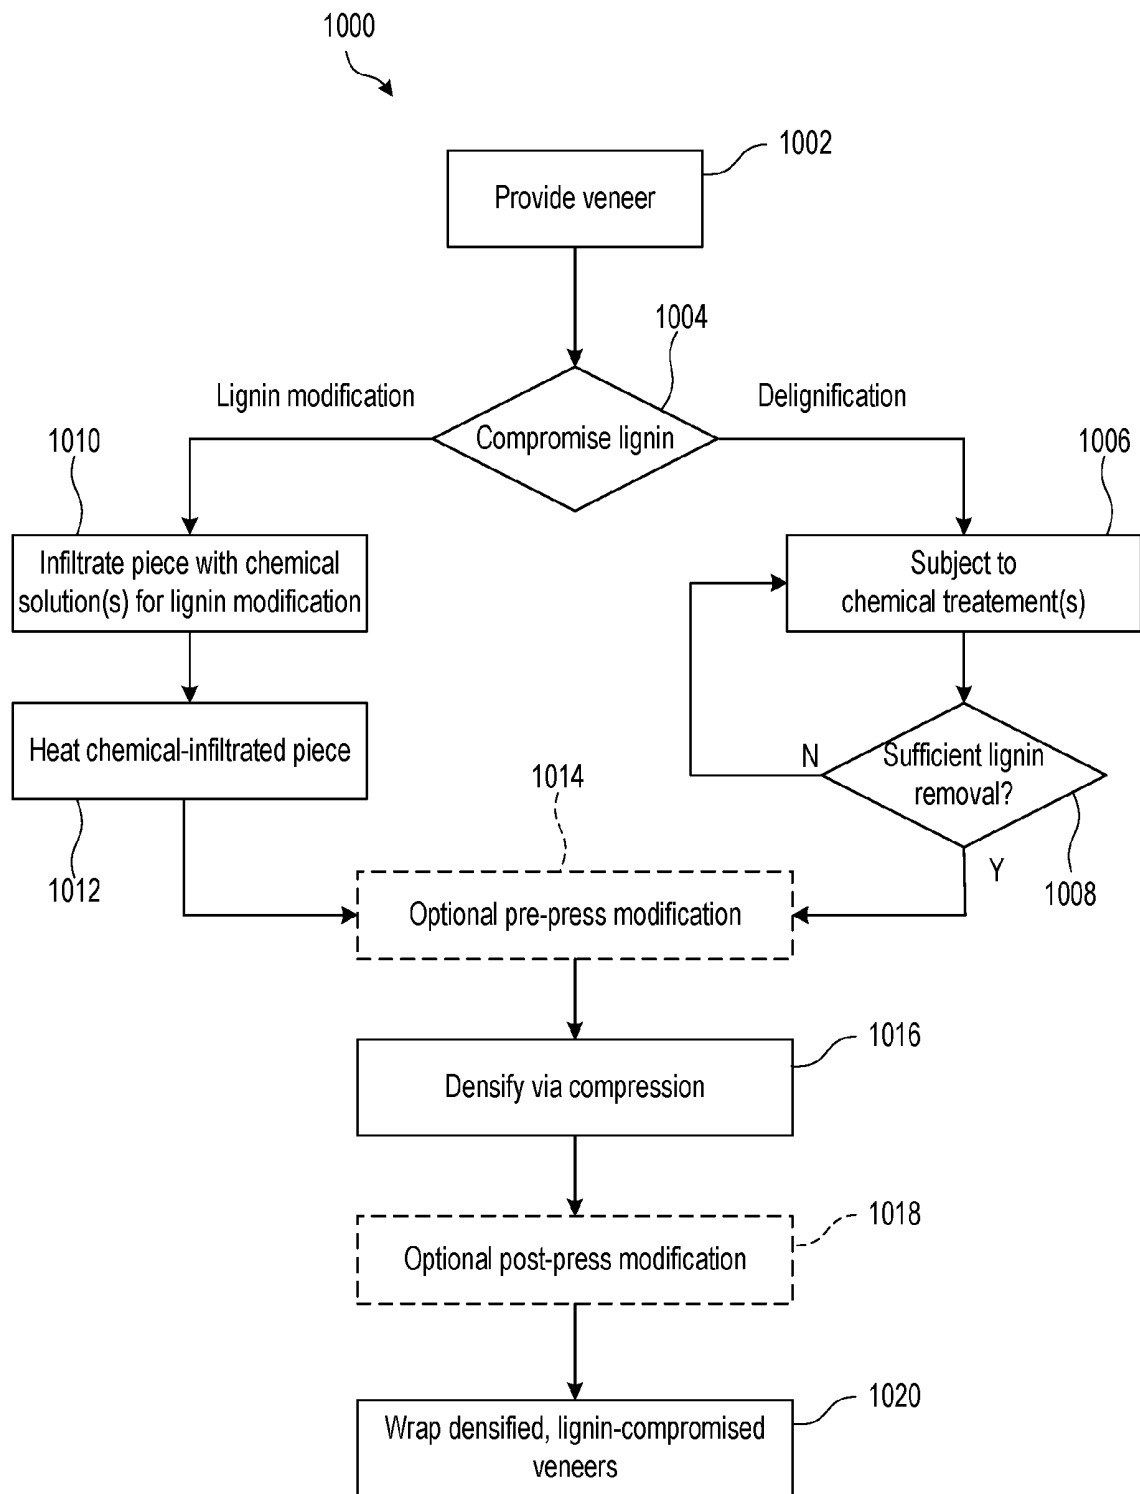 1000
1002
Provide veneer
1004
Lignin modification
Delignification
Compromise lignin
1010
1006
Infiltrate piece with chemical
solution(s) for lignin modification
Subject to
chemical treatement(s)
Heat chemical-infiltrated piece
N
Sufficient lignin
removal?
1014
1012
Y
1008
Optional pre-press modification
1016
Densify via compression
1018
Optional post-press modification
1020
Wrap densified, lignin-compromised
veneers